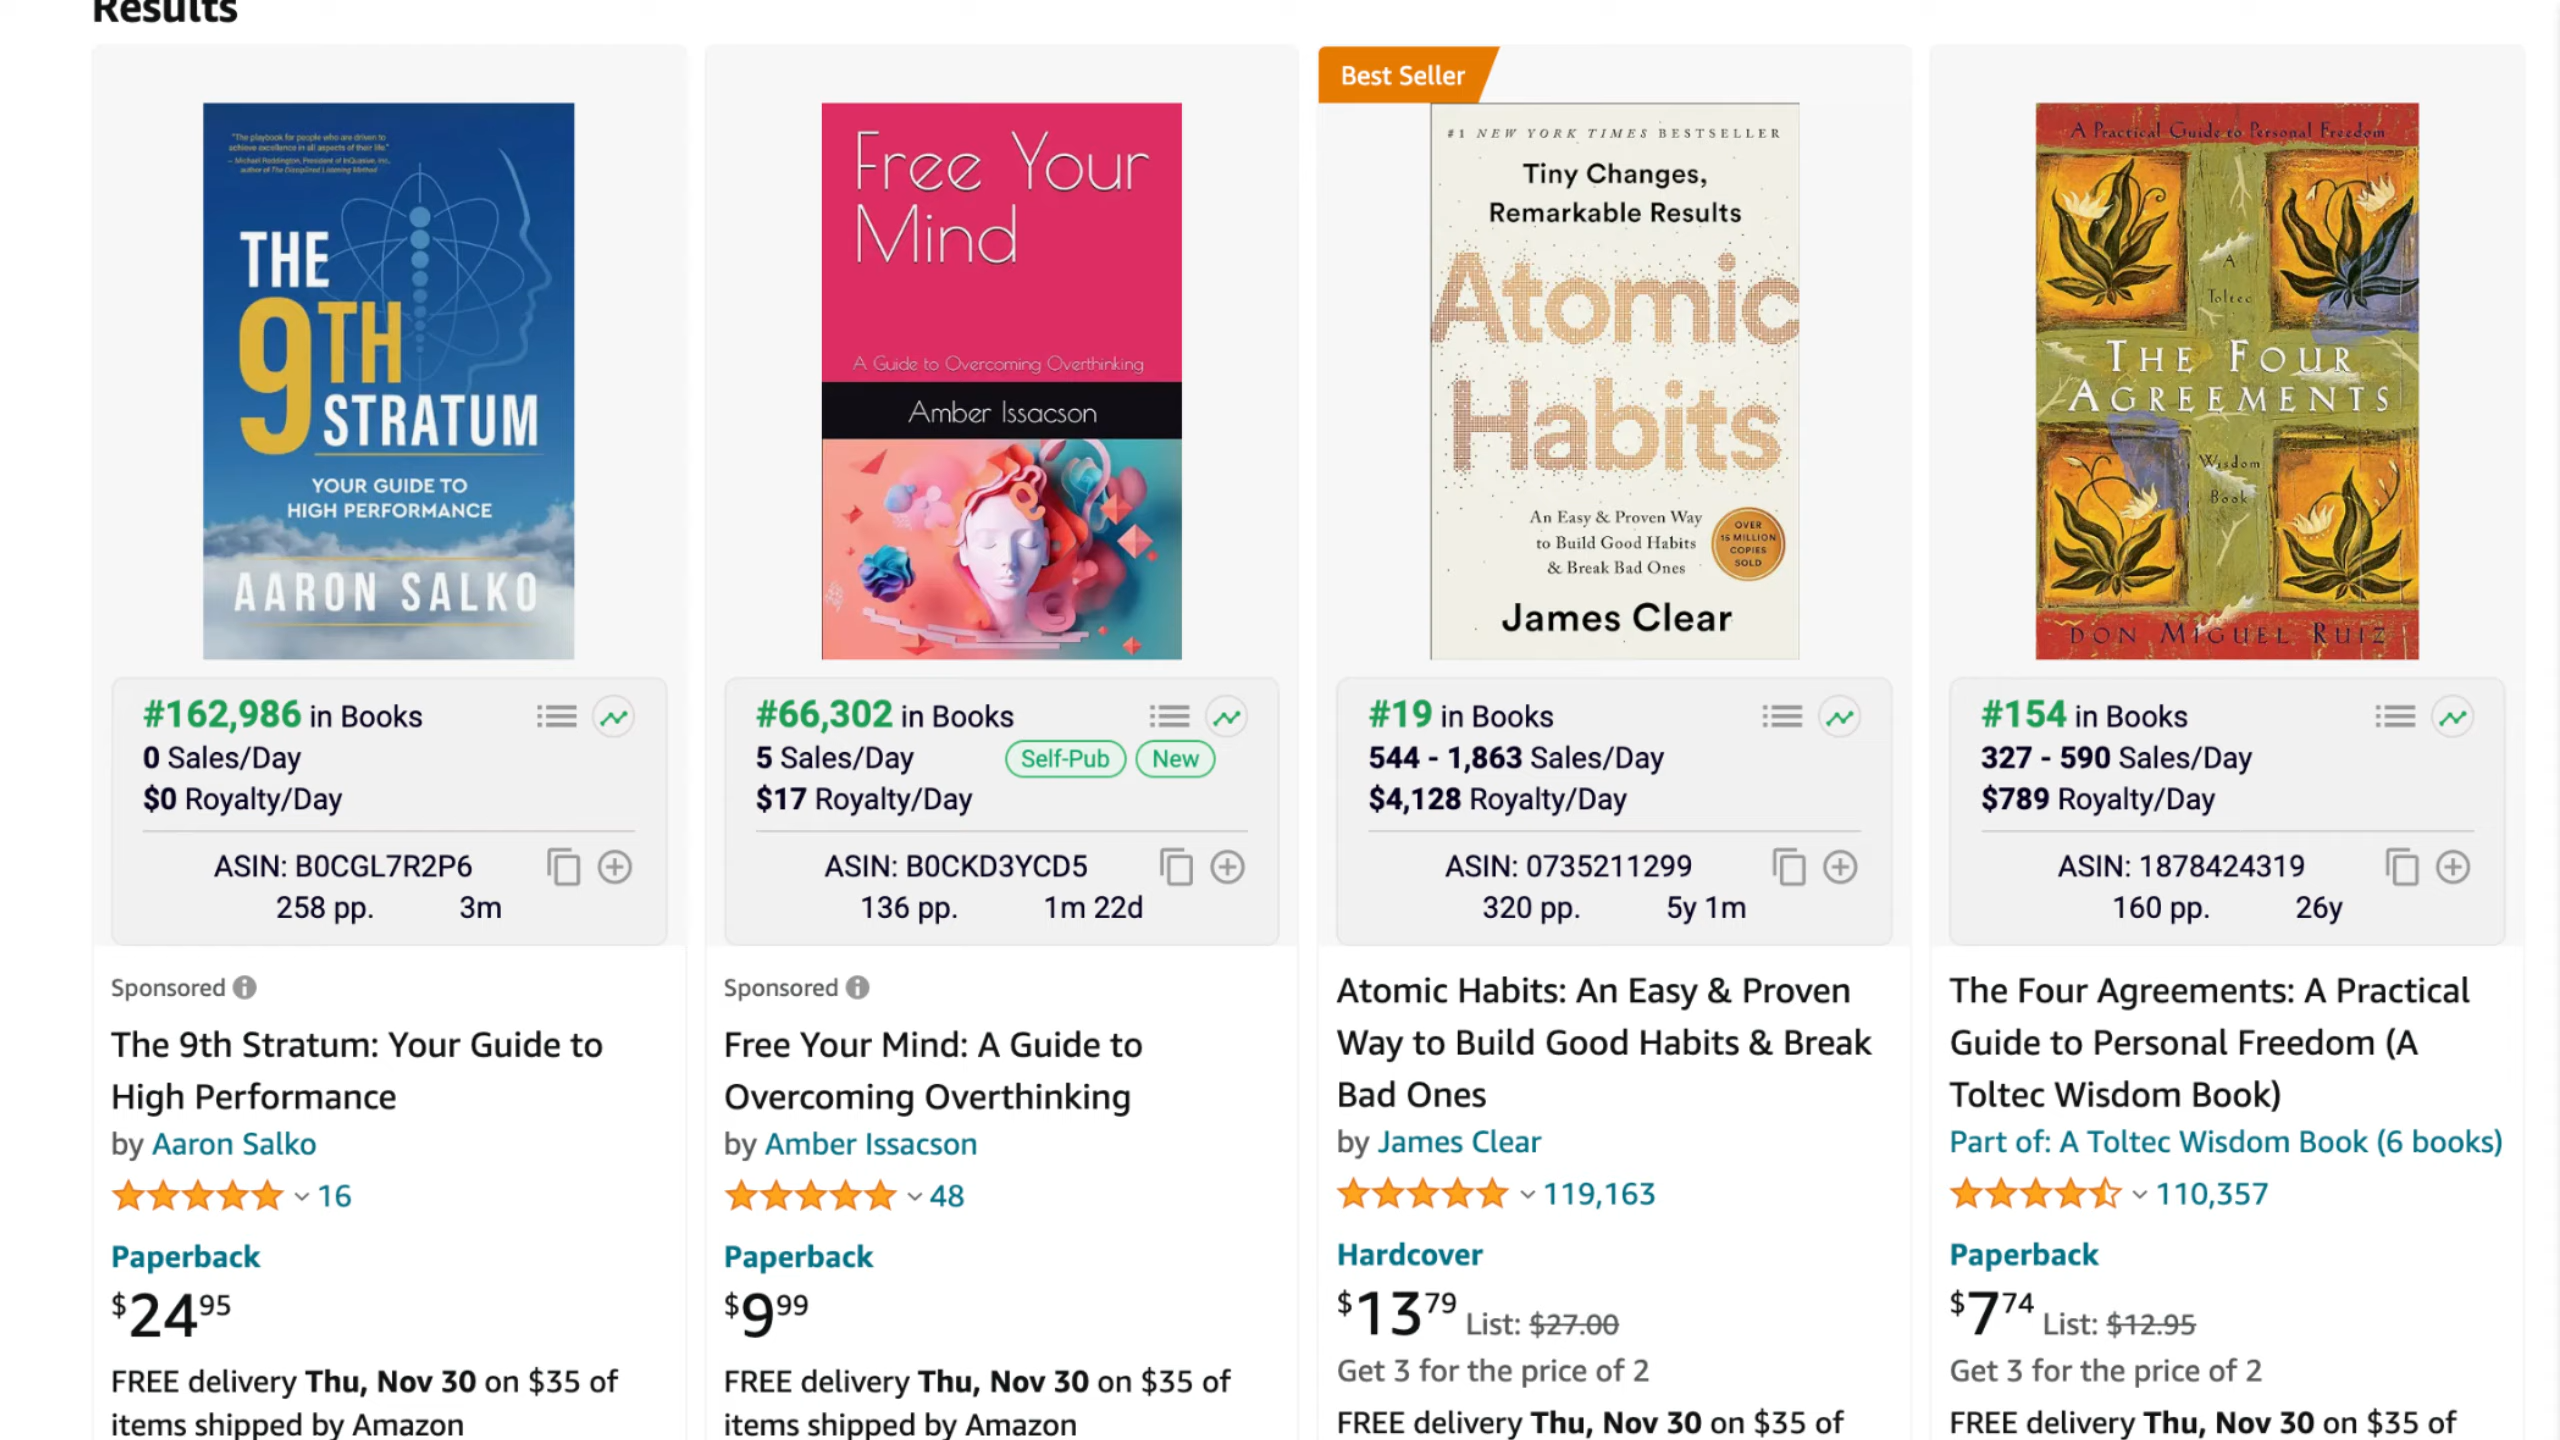 Results
"The playbook for people who are driven to
achieve excellence in all aspects of their life"
– Michael Reddington, President of InQuasive, Inc.,
author of The Disciplined Listening Method
THE
9TH
STRATUM
YOUR GUIDE TO
HIGH PERFORMANCE
AARON SALKO
#162,986 in Books
0 Sales/Day
$0 Royalty/Day
ASIN: B0CGL7R2P6
258 pp. 3m
Sponsored
The 9th Stratum: Your Guide to
High Performance
by Aaron Salko
16
Paperback
$24.95
FREE delivery Thu, Nov 30 on $35 of
items shipped by Amazon
Free Your
Mind
A Guide to Overcoming Overthinking
Amber Issacson
#66,302 in Books
5 Sales/Day Self-Pub New
$17 Royalty/Day
ASIN: B0CKD3YCD5
136 pp. 1m 22d
Sponsored
Free Your Mind: A Guide to
Overcoming Overthinking
by Amber Issacson
48
Paperback
$9.99
FREE delivery Thu, Nov 30 on $35 of
items shipped by Amazon
Best Seller
#1 NEW YORK TIMES BESTSELLER
Tiny Changes,
Remarkable Results
Atomic
Habits
An Easy & Proven Way
to Build Good Habits
& Break Bad Ones
OVER
15 MILLION
COPIES
SOLD
James Clear
#19 in Books
544 - 1,863 Sales/Day
$4,128 Royalty/Day
ASIN: 0735211299
320 pp. 5y 1m
Atomic Habits: An Easy & Proven
Way to Build Good Habits & Break
Bad Ones
by James Clear
119,163
Hardcover
$13.79 List: $27.00
Get 3 for the price of 2
FREE delivery Thu, Nov 30 on $35 of
A Practical Guide to Personal Freedom
A
Toltec
THE FOUR
AGREEMENTS
Wisdom
Book
DON MIGUEL RUIZ
#154 in Books
327 - 590 Sales/Day
$789 Royalty/Day
ASIN: 1878424319
160 pp. 26y
The Four Agreements: A Practical
Guide to Personal Freedom (A
Toltec Wisdom Book)
Part of: A Toltec Wisdom Book (6 books)
110,357
Paperback
$7.74 List: $12.95
Get 3 for the price of 2
FREE delivery Thu, Nov 30 on $35 of